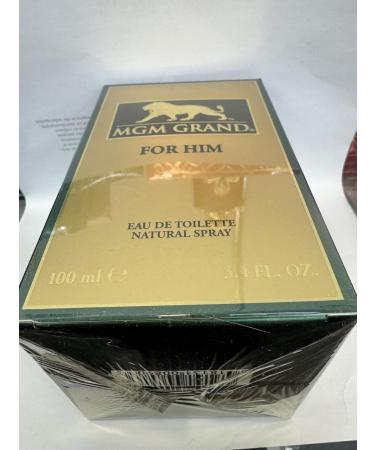 MGM GRAND®
FOR HIM
EAU DE TOILETTE
NATURAL SPRAY
100 ml ℮
3.4 FL. OZ.